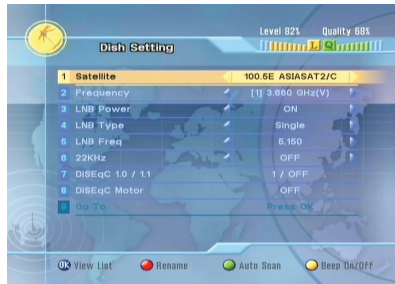 Level 82% Quality 68%
Dish Setting
L Q
1 Satellite 100.5E ASIASAT2/C
2 Frequency [1] 3.660 GHz(V)
3 LNB Power ON
4 LNB Type Single
5 LNB Freq 5.150
6 22KHz OFF
7 DiSEqC 1.0 / 1.1 1 / OFF
8 DiSEqC Motor OFF
9 Go To Press OK
OK View List Rename Auto Scan Beep On/Off